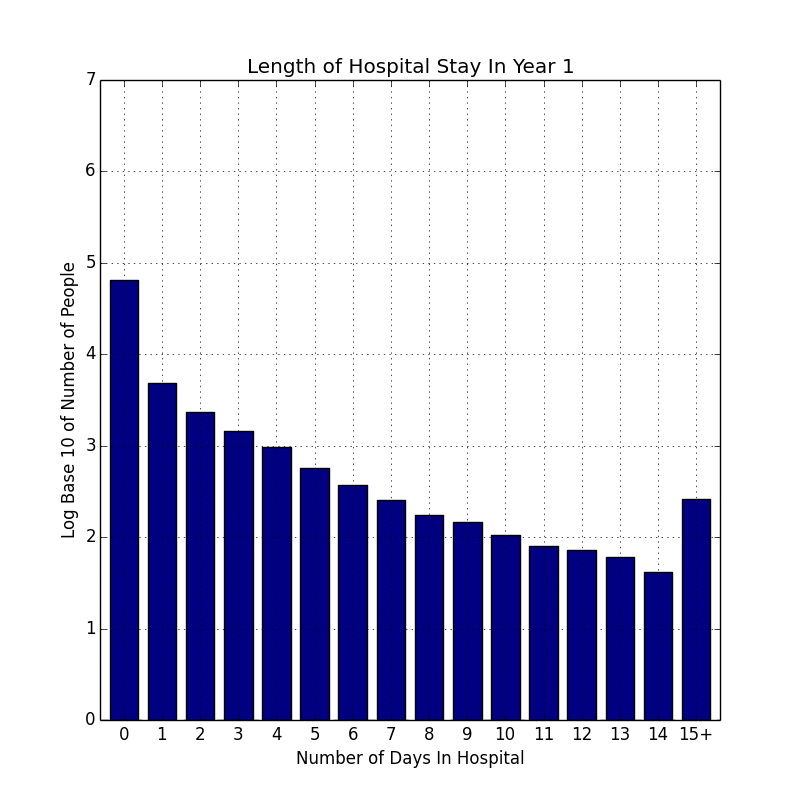 Length of Hospital Stay In Year 1
7
6
5
4
3
2
1
0
Log Base 10 of Number of People
0 1 2 3 4 5 6 7 8 9 10 11 12 13 14 15+
Number of Days In Hospital